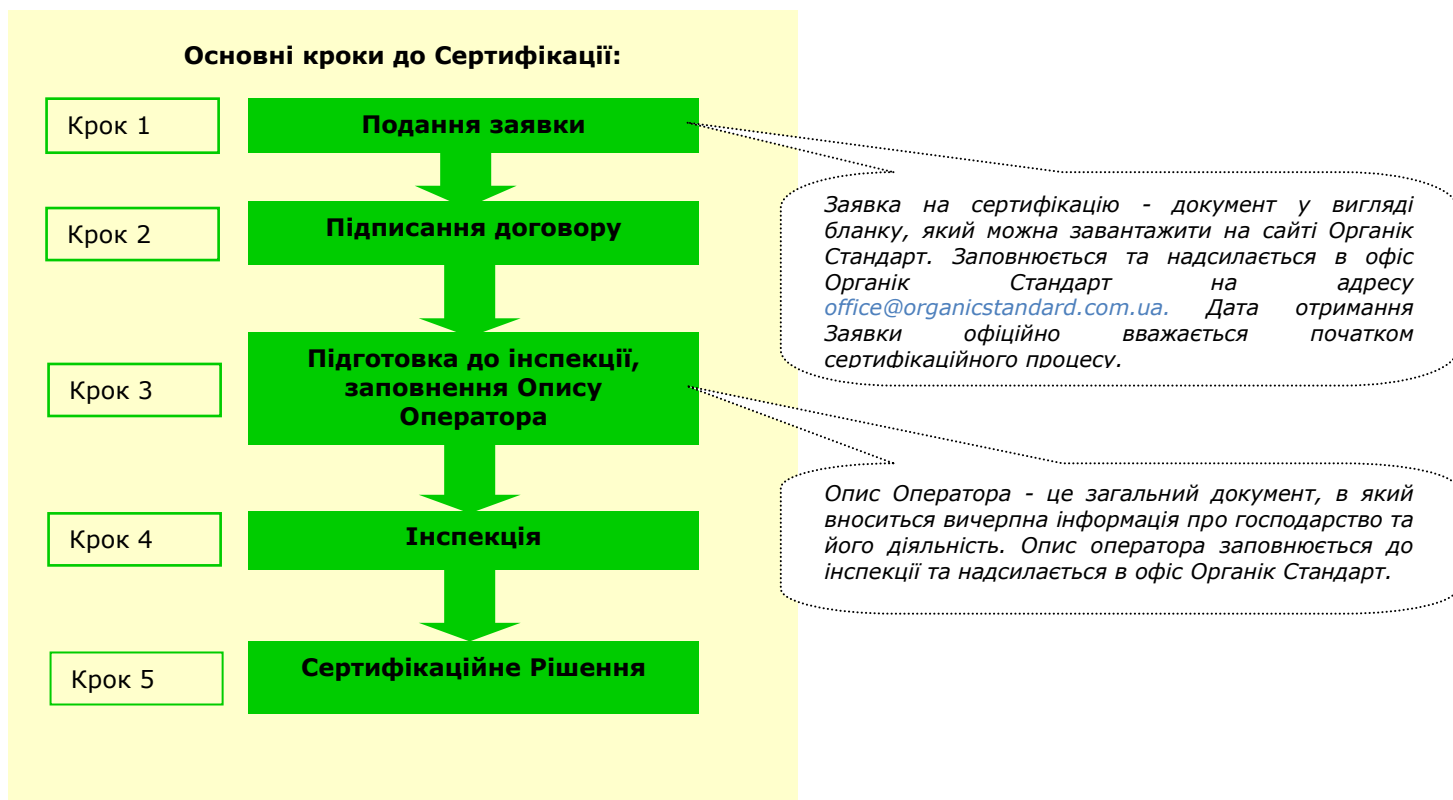 Основні кроки до Сертифікації:
Крок 1
Подання заявки
Крок 2
Підписання договору
Крок 3
Підготовка до інспекції,
заповнення Опису
Оператора
Крок 4
Інспекція
Крок 5
Сертифікаційне Рішення
Заявка на сертифікацію - документ у вигляді
бланку, який можна завантажити на сайті Органік
Стандарт. Заповнюється та надсилається в офіс
Органік Стандарт на адресу
office@organicstandard.com.ua. Дата отримання
Заявки офіційно вважається початком
сертифікаційного процесу.
Опис Оператора - це загальний документ, в який
вноситься вичерпна інформація про господарство та
його діяльність. Опис оператора заповнюється до
інспекції та надсилається в офіс Органік Стандарт.